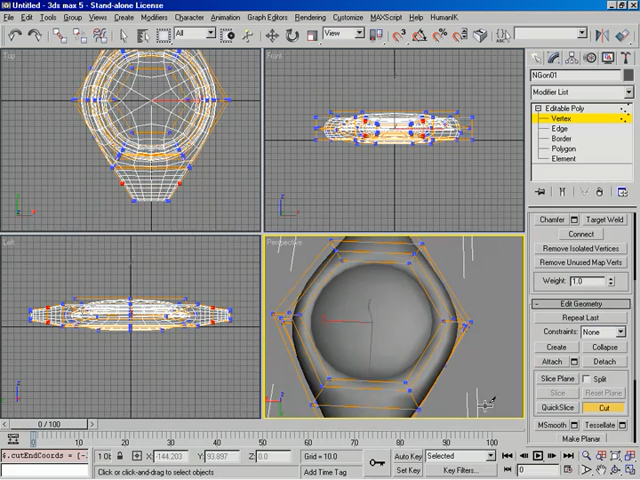 Untitled - 3ds max 5 - Stand-alone License
File Edit Tools Group Views Create Modifiers Character Animation Graph Editors Rendering Customize MAXScript HumanIK
All View
Top
Front
Left
Perspective
NGon01
Modifier List
Editable Poly
Vertex
Edge
Border
Polygon
Element
Chamfer Target Weld
Connect
Remove Isolated Vertices
Remove Unused Map Verts
Weight: 1.0
- Edit Geometry
Repeat Last
Constraints: None
Create Collapse
Attach Detach
Slice Plane Split
Slice Reset Plane
QuickSlice Cut
MSmooth Tessellate
Make Planar
0 / 100
0 10 20 30 40 50 60 70 80 90 100
$.cutEndCoords = [-
1 Ob X: -144.203 Y: 93.897 Z: 0.0 Grid = 10.0
Click or click-and-drag to select objects
Add Time Tag
Auto Key Selected
Set Key Key Filters...
0